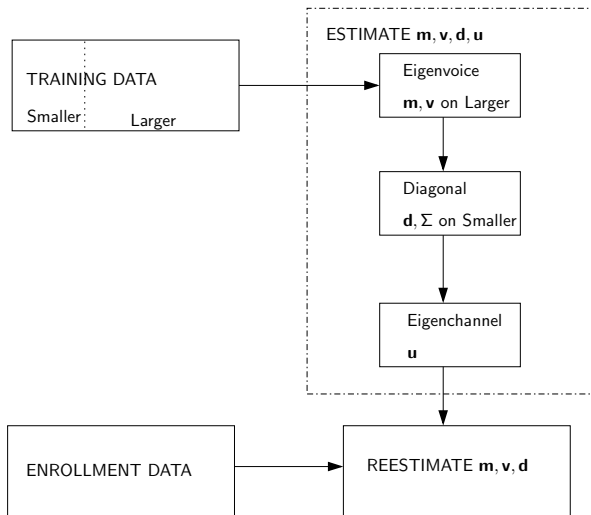 ESTIMATE m, v, d, u
TRAINING DATA
Smaller
Larger
Eigenvoice
m, v on Larger
Diagonal
d, Σ on Smaller
Eigenchannel
u
ENROLLMENT DATA
REESTIMATE m, v, d